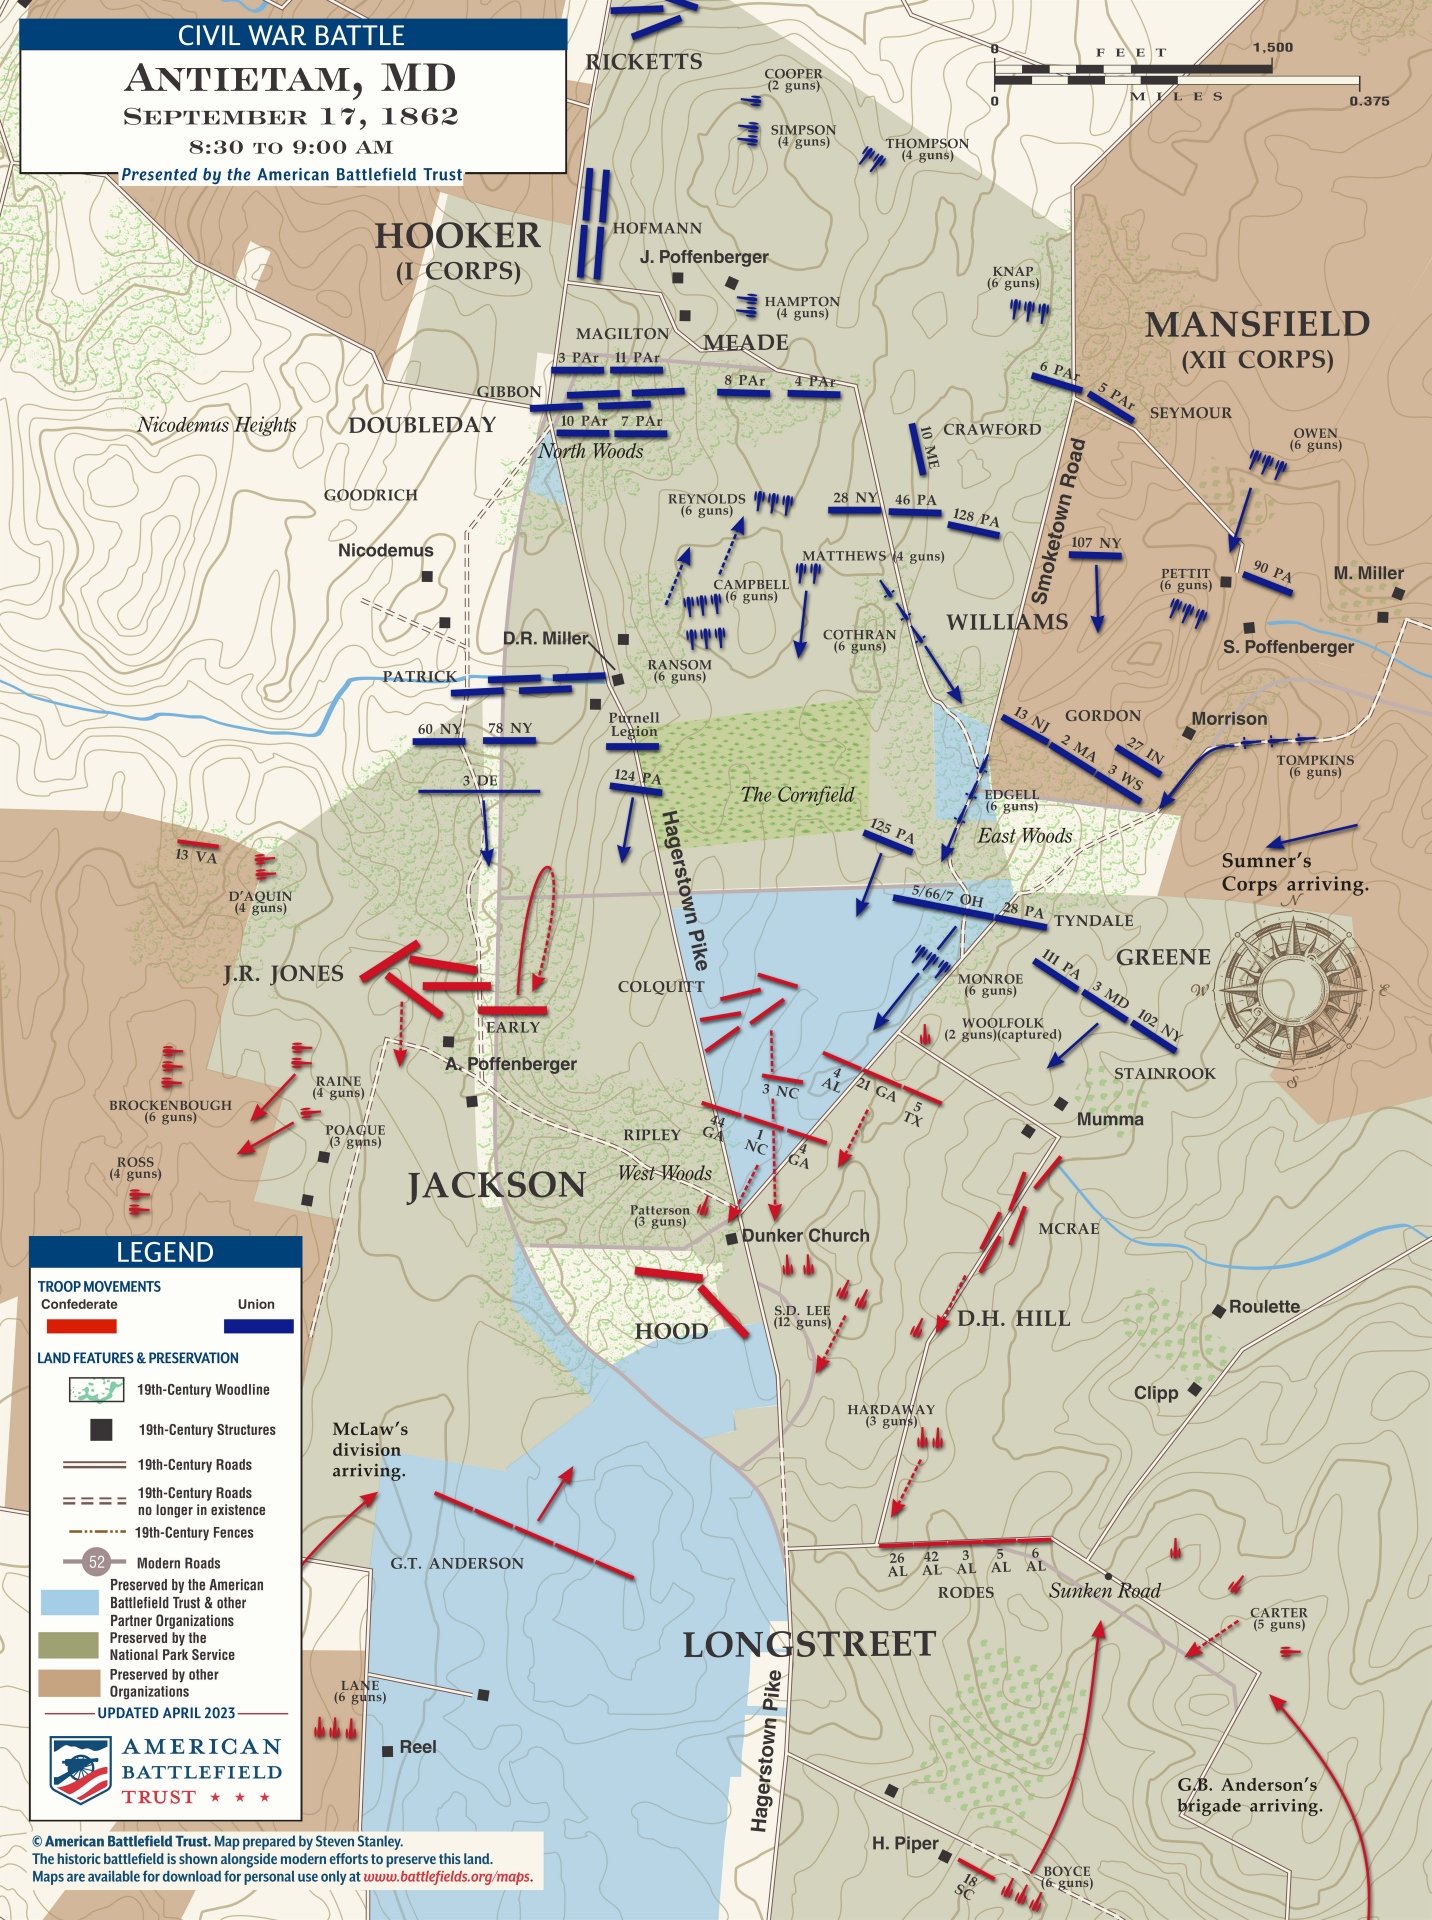 CIVIL WAR BATTLE
ANTIETAM, MD
SEPTEMBER 17, 1862
8:30 TO 9:00 AM
Presented by the American Battlefield Trust
0 FEET 1,500
0 MILES 0.375
RICKETTS
COOPER
(2 guns)
SIMPSON
(4 guns)
THOMPSON
(4 guns)
HOOKER
(I CORPS)
HOFMANN
J. Poffenberger
HAMPTON
(4 guns)
KNAP
(6 guns)
MANSFIELD
(XII CORPS)
MAGILTON
MEADE
3 PAr
11 PAr
8 PAr
4 PAr
6 PAr
5 PAr
SEYMOUR
GIBBON
10 PAr
7 PAr
DOUBLEDAY
Nicodemus Heights
North Woods
10 ME
CRAWFORD
OWEN
(6 guns)
GOODRICH
REYNOLDS
(6 guns)
28 NY
46 PA
128 PA
Smoketown Road
Nicodemus
MATTHEWS (4 guns)
107 NY
PETTIT
(6 guns)
90 PA
M. Miller
CAMPBELL
(6 guns)
WILLIAMS
D.R. Miller
COTHRAN
(6 guns)
S. Poffenberger
RANSOM
(6 guns)
PATRICK
60 NY
78 NY
Purnell
Legion
13 NJ
GORDON
2 MA
27 IN
3 WS
Morrison
TOMPKINS
(6 guns)
3 DE
124 PA
The Cornfield
EDGELL
(6 guns)
125 PA
East Woods
Hagerstown Pike
Sumner's
Corps arriving.
13 VA
D'AQUIN
(4 guns)
5/66/7 OH
28 PA
TYNDALE
N
W
E
S
J.R. JONES
COLQUITT
MONROE
(6 guns)
GREENE
111 PA
3 MD
102 NY
EARLY
WOOLFOLK
(2 guns)(captured)
A. Poffenberger
STAINROOK
RAINE
(4 guns)
BROCKENBOUGH
(6 guns)
POAGUE
(3 guns)
3 NC
4
AL
21 GA
5
TX
Mumma
44
GA
1
NC
4
GA
RIPLEY
ROSS
(4 guns)
JACKSON
West Woods
Patterson
(3 guns)
Dunker Church
MCRAE
S.D. LEE
(12 guns)
HOOD
D.H. HILL
Roulette
Clipp
HARDAWAY
(3 guns)
McLaw's
division
arriving.
G.T. ANDERSON
26
AL
42
AL
3
AL
5
AL
6
AL
RODES
Sunken Road
CARTER
(5 guns)
LONGSTREET
Hagerstown Pike
LANE
(6 guns)
Reel
G.B. Anderson's
brigade arriving.
H. Piper
18
SC
BOYCE
(6 guns)
LEGEND
TROOP MOVEMENTS
Confederate
Union
LAND FEATURES & PRESERVATION
19th-Century Woodline
19th-Century Structures
19th-Century Roads
19th-Century Roads
no longer in existence
19th-Century Fences
52
Modern Roads
Preserved by the American
Battlefield Trust & other
Partner Organizations
Preserved by the
National Park Service
Preserved by other
Organizations
UPDATED APRIL 2023
AMERICAN
BATTLEFIELD
TRUST ★ ★ ★
© American Battlefield Trust. Map prepared by Steven Stanley.
The historic battlefield is shown alongside modern efforts to preserve this land.
Maps are available for download for personal use only at www.battlefields.org/maps.